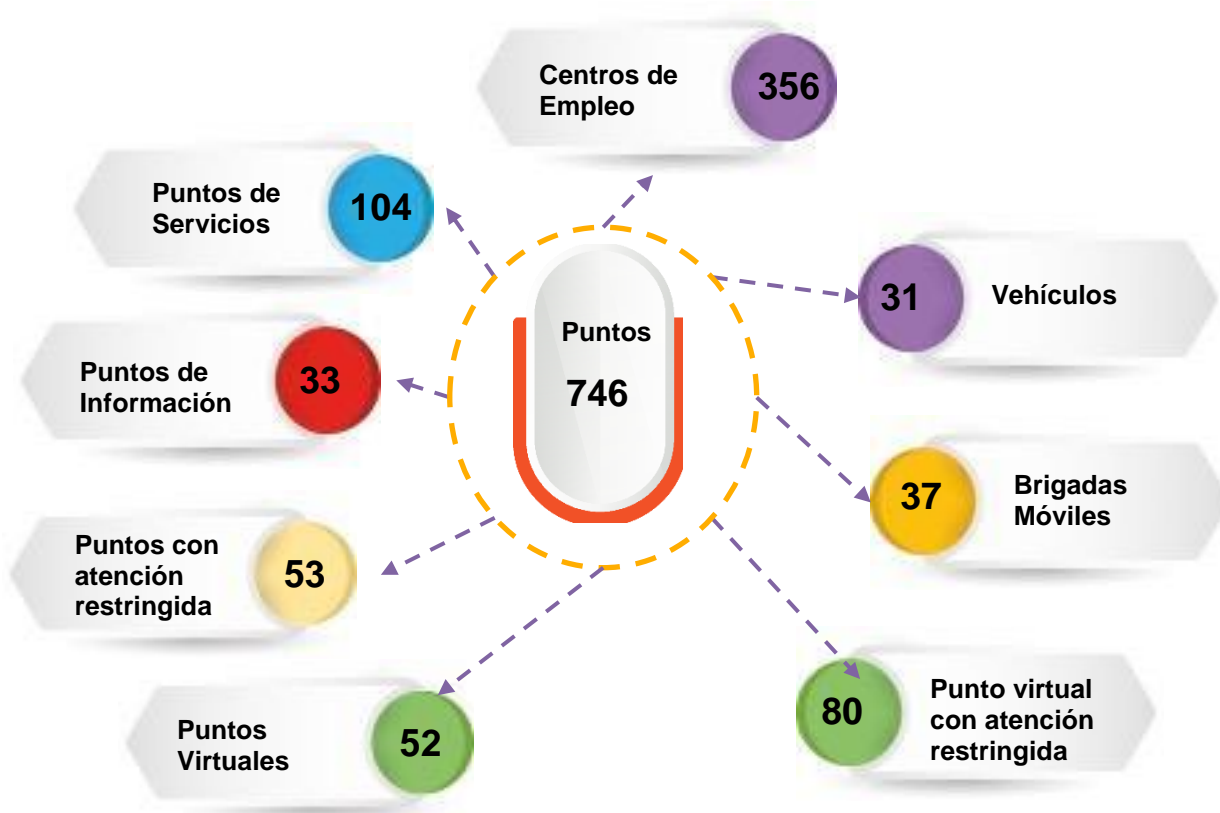 Centros de
Empleo
356
Puntos de
Servicios
104
Vehículos
31
Puntos
746
Puntos de
Información
33
Brigadas
Móviles
37
Puntos con
atención
restringida
53
Punto virtual
con atención
restringida
80
Puntos
Virtuales
52